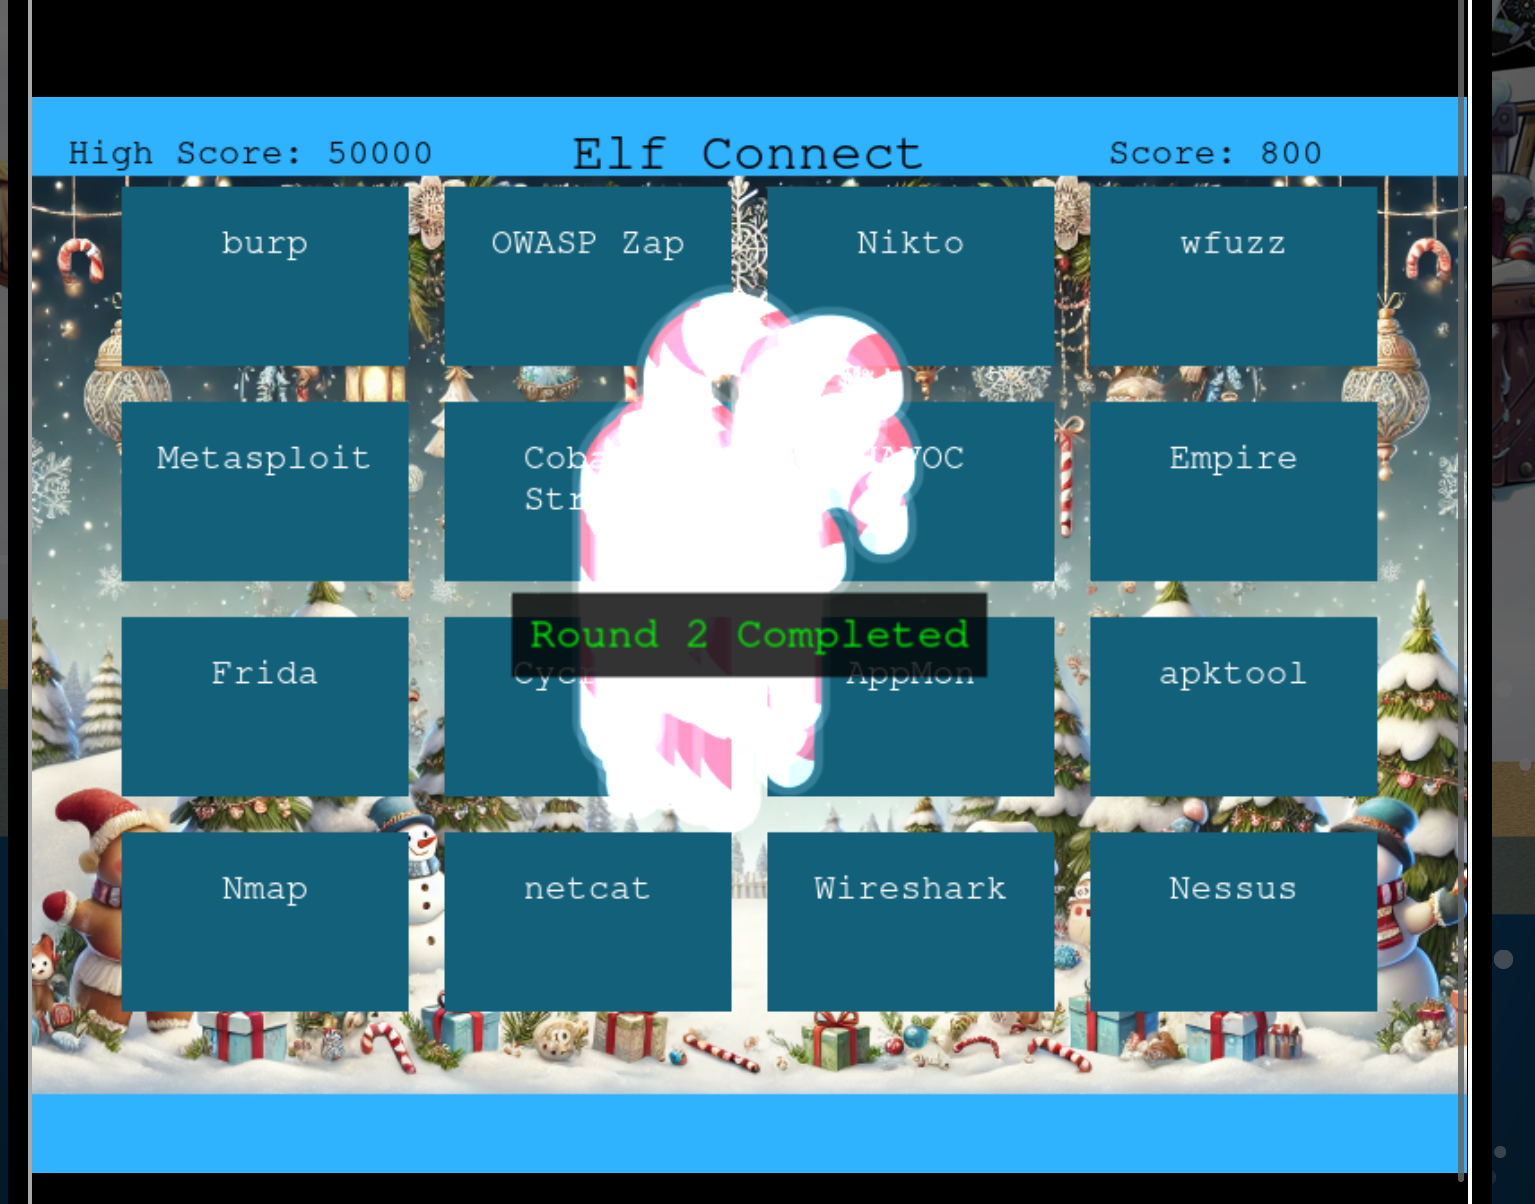 High Score: 50000 Elf Connect Score: 800
burp OWASP Zap Nikto wfuzz
Metasploit Empire
Frida AppMon apktool
Round 2 Completed
Nmap netcat Wireshark Nessus